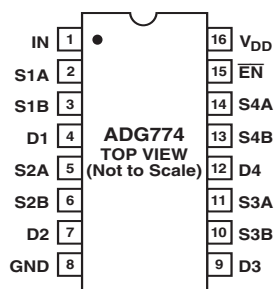 IN 1 16 VDD
S1A 2 15 EN
S1B 3 14 S4A
D1 4 ADG774 13 S4B
S2A 5 TOP VIEW 12 D4
(Not to Scale)
S2B 6 11 S3A
D2 7 10 S3B
GND 8 9 D3